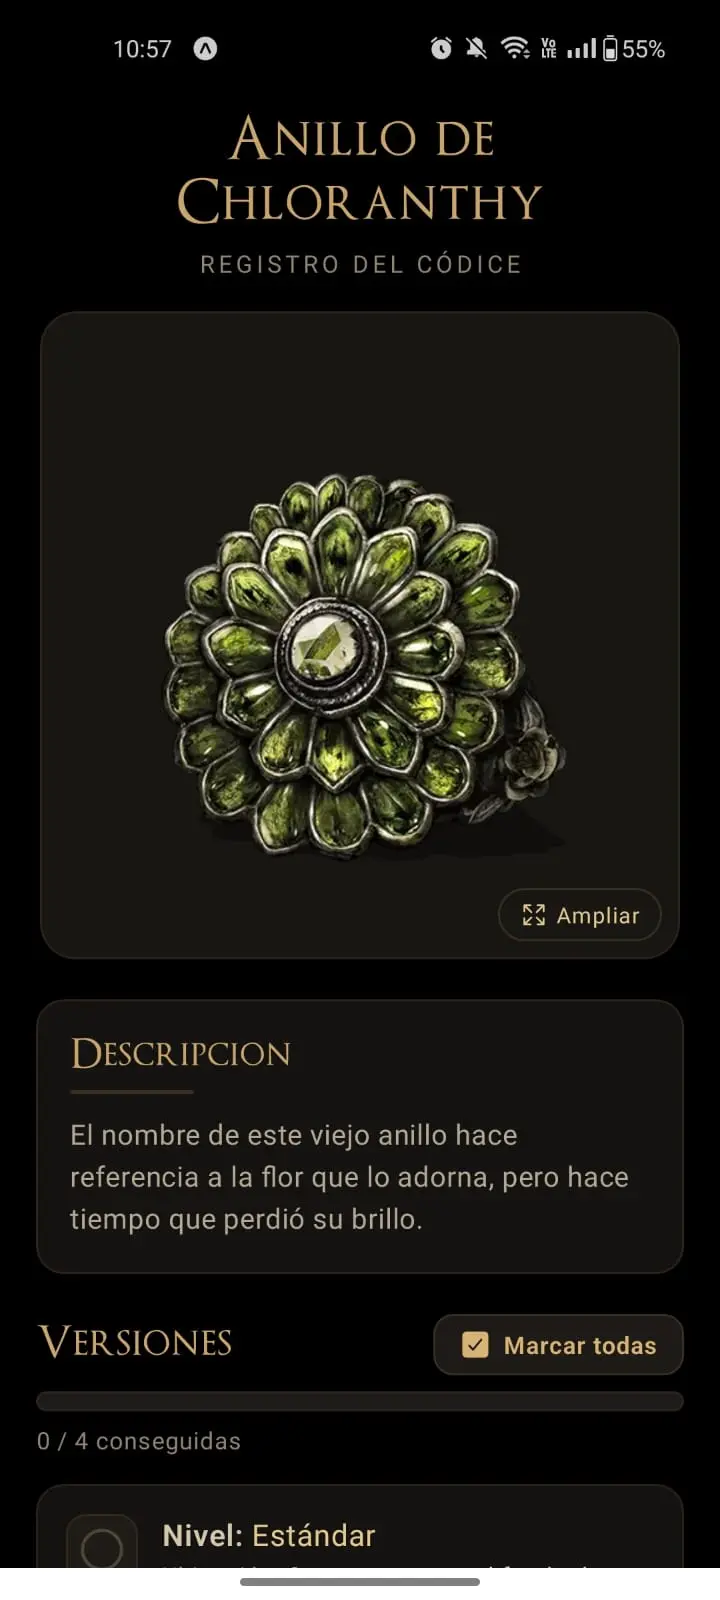 10:57
Vo LTE 55%
Anillo de
Chloranthy
REGISTRO DEL CÓDICE
Ampliar
Descripcion
El nombre de este viejo anillo hace
referencia a la flor que lo adorna, pero hace
tiempo que perdió su brillo.
Versiones
Marcar todas
0 / 4 conseguidas
Nivel: Estándar